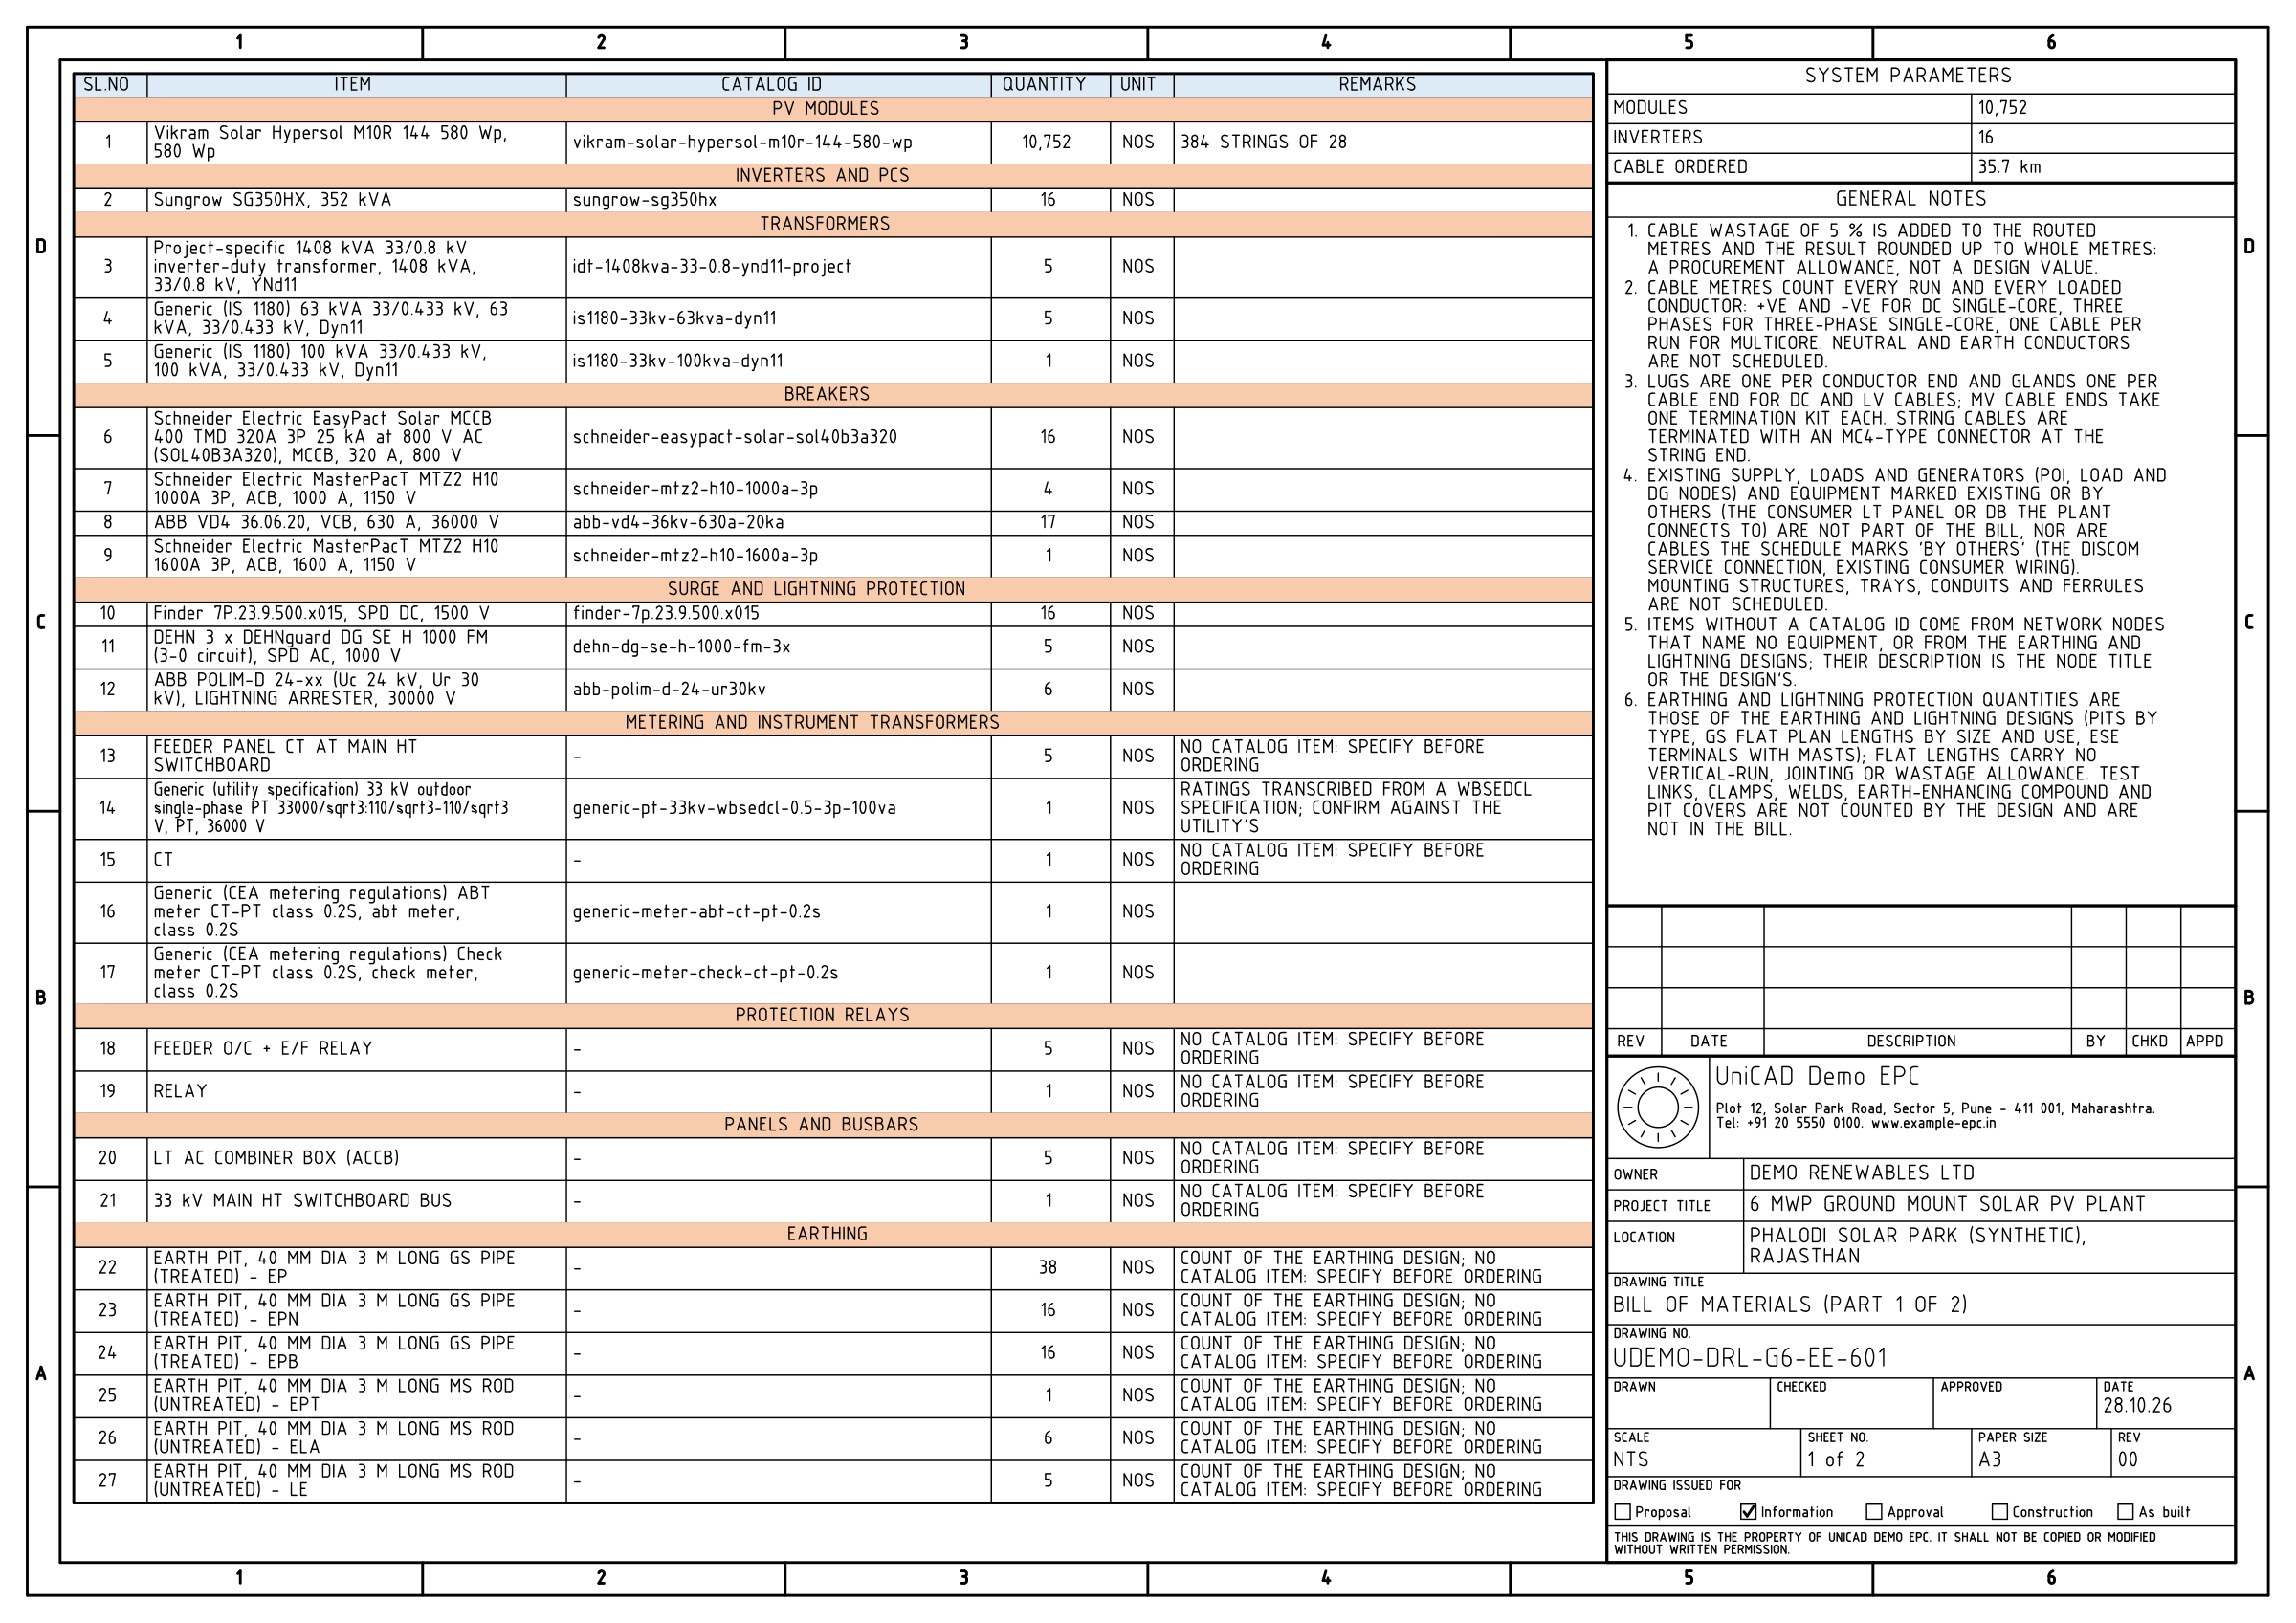 1 2 3 4 5 6
SL.NO ITEM CATALOG ID QUANTITY UNIT REMARKS
PV MODULES
1 Vikram Solar Hypersol M10R 144 580 Wp, 580 Wp vikram-solar-hypersol-m10r-144-580-wp 10,752 NOS 384 STRINGS OF 28
INVERTERS AND PCS
2 Sungrow SG350HX, 352 kVA sungrow-sg350hx 16 NOS
TRANSFORMERS
3 Project-specific 1408 kVA 33/0.8 kV
inverter-duty transformer, 1408 kVA,
33/0.8 kV, YNd11 idt-1408kva-33-0.8-ynd11-project 5 NOS
4 Generic (IS 1180) 63 kVA 33/0.433 kV, 63
kVA, 33/0.433 kV, Dyn11 is1180-33kv-63kva-dyn11 5 NOS
5 Generic (IS 1180) 100 kVA 33/0.433 kV,
100 kVA, 33/0.433 kV, Dyn11 is1180-33kv-100kva-dyn11 1 NOS
BREAKERS
6 Schneider Electric EasyPact Solar MCCB
400 TMD 320A 3P 25 kA at 800 V AC
(SOL40B3A320), MCCB, 320 A, 800 V schneider-easypact-solar-sol40b3a320 16 NOS
7 Schneider Electric MasterPacT MTZ2 H10
1000A 3P, ACB, 1000 A, 1150 V schneider-mtz2-h10-1000a-3p 4 NOS
8 ABB VD4 36.06.20, VCB, 630 A, 36000 V abb-vd4-36kv-630a-20ka 17 NOS
9 Schneider Electric MasterPacT MTZ2 H10
1600A 3P, ACB, 1600 A, 1150 V schneider-mtz2-h10-1600a-3p 1 NOS
SURGE AND LIGHTNING PROTECTION
10 Finder 7P.23.9.500.x015, SPD DC, 1500 V finder-7p.23.9.500.x015 16 NOS
11 DEHN 3 x DEHNguard DG SE H 1000 FM
(3-0 circuit), SPD AC, 1000 V dehn-dg-se-h-1000-fm-3x 5 NOS
12 ABB POLIM-D 24-xx (Uc 24 kV, Ur 30
kV), LIGHTNING ARRESTER, 30000 V abb-polim-d-24-ur30kv 6 NOS
METERING AND INSTRUMENT TRANSFORMERS
13 FEEDER PANEL CT AT MAIN HT
SWITCHBOARD - 5 NOS NO CATALOG ITEM: SPECIFY BEFORE
ORDERING
14 Generic (utility specification) 33 kV outdoor
single-phase PT 33000/sqrt3:110/sqrt3-110/sqrt3
V, PT, 36000 V generic-pt-33kv-wbsedcl-0.5-3p-100va 1 NOS RATINGS TRANSCRIBED FROM A WBSEDCL
SPECIFICATION; CONFIRM AGAINST THE
UTILITY'S
15 CT - 1 NOS NO CATALOG ITEM: SPECIFY BEFORE
ORDERING
16 Generic (CEA metering regulations) ABT
meter CT-PT class 0.2S, abt meter,
class 0.2S generic-meter-abt-ct-pt-0.2s 1 NOS
17 Generic (CEA metering regulations) Check
meter CT-PT class 0.2S, check meter,
class 0.2S generic-meter-check-ct-pt-0.2s 1 NOS
PROTECTION RELAYS
18 FEEDER O/C + E/F RELAY - 5 NOS NO CATALOG ITEM: SPECIFY BEFORE
ORDERING
19 RELAY - 1 NOS NO CATALOG ITEM: SPECIFY BEFORE
ORDERING
PANELS AND BUSBARS
20 LT AC COMBINER BOX (ACCB) - 5 NOS NO CATALOG ITEM: SPECIFY BEFORE
ORDERING
21 33 kV MAIN HT SWITCHBOARD BUS - 1 NOS NO CATALOG ITEM: SPECIFY BEFORE
ORDERING
EARTHING
22 EARTH PIT, 40 MM DIA 3 M LONG GS PIPE
(TREATED) - EP - 38 NOS COUNT OF THE EARTHING DESIGN; NO
CATALOG ITEM: SPECIFY BEFORE ORDERING
23 EARTH PIT, 40 MM DIA 3 M LONG GS PIPE
(TREATED) - EPN - 16 NOS COUNT OF THE EARTHING DESIGN; NO
CATALOG ITEM: SPECIFY BEFORE ORDERING
24 EARTH PIT, 40 MM DIA 3 M LONG GS PIPE
(TREATED) - EPB - 16 NOS COUNT OF THE EARTHING DESIGN; NO
CATALOG ITEM: SPECIFY BEFORE ORDERING
25 EARTH PIT, 40 MM DIA 3 M LONG MS ROD
(UNTREATED) - EPT - 1 NOS COUNT OF THE EARTHING DESIGN; NO
CATALOG ITEM: SPECIFY BEFORE ORDERING
26 EARTH PIT, 40 MM DIA 3 M LONG MS ROD
(UNTREATED) - ELA - 6 NOS COUNT OF THE EARTHING DESIGN; NO
CATALOG ITEM: SPECIFY BEFORE ORDERING
27 EARTH PIT, 40 MM DIA 3 M LONG MS ROD
(UNTREATED) - LE - 5 NOS COUNT OF THE EARTHING DESIGN; NO
CATALOG ITEM: SPECIFY BEFORE ORDERING
SYSTEM PARAMETERS
MODULES 10,752
INVERTERS 16
CABLE ORDERED 35.7 km
GENERAL NOTES
1. CABLE WASTAGE OF 5 % IS ADDED TO THE ROUTED
METRES AND THE RESULT ROUNDED UP TO WHOLE METRES:
A PROCUREMENT ALLOWANCE, NOT A DESIGN VALUE.
2. CABLE METRES COUNT EVERY RUN AND EVERY LOADED
CONDUCTOR: +VE AND -VE FOR DC SINGLE-CORE, THREE
PHASES FOR THREE-PHASE SINGLE-CORE, ONE CABLE PER
RUN FOR MULTICORE. NEUTRAL AND EARTH CONDUCTORS
ARE NOT SCHEDULED.
3. LUGS ARE ONE PER CONDUCTOR END AND GLANDS ONE PER
CABLE END FOR DC AND LV CABLES; MV CABLE ENDS TAKE
ONE TERMINATION KIT EACH. STRING CABLES ARE
TERMINATED WITH AN MC4-TYPE CONNECTOR AT THE
STRING END.
4. EXISTING SUPPLY, LOADS AND GENERATORS (POI, LOAD AND
DG NODES) AND EQUIPMENT MARKED EXISTING OR BY
OTHERS (THE CONSUMER LT PANEL OR DB THE PLANT
CONNECTS TO) ARE NOT PART OF THE BILL, NOR ARE
CABLES THE SCHEDULE MARKS 'BY OTHERS' (THE DISCOM
SERVICE CONNECTION, EXISTING CONSUMER WIRING).
MOUNTING STRUCTURES, TRAYS, CONDUITS AND FERRULES
ARE NOT SCHEDULED.
5. ITEMS WITHOUT A CATALOG ID COME FROM NETWORK NODES
THAT NAME NO EQUIPMENT, OR FROM THE EARTHING AND
LIGHTNING DESIGNS; THEIR DESCRIPTION IS THE NODE TITLE
OR THE DESIGN'S.
6. EARTHING AND LIGHTNING PROTECTION QUANTITIES ARE
THOSE OF THE EARTHING AND LIGHTNING DESIGNS (PITS BY
TYPE, GS FLAT PLAN LENGTHS BY SIZE AND USE, ESE
TERMINALS WITH MASTS); FLAT LENGTHS CARRY NO
VERTICAL-RUN, JOINTING OR WASTAGE ALLOWANCE. TEST
LINKS, CLAMPS, WELDS, EARTH-ENHANCING COMPOUND AND
PIT COVERS ARE NOT COUNTED BY THE DESIGN AND ARE
NOT IN THE BILL.
REV DATE DESCRIPTION BY CHKD APPD
UniCAD Demo EPC
Plot 12, Solar Park Road, Sector 5, Pune - 411 001, Maharashtra.
Tel: +91 20 5550 0100. www.example-epc.in
OWNER DEMO RENEWABLES LTD
PROJECT TITLE 6 MWP GROUND MOUNT SOLAR PV PLANT
LOCATION PHALODI SOLAR PARK (SYNTHETIC),
RAJASTHAN
DRAWING TITLE
BILL OF MATERIALS (PART 1 OF 2)
DRAWING NO.
UDEMO-DRL-G6-EE-601
DRAWN CHECKED APPROVED DATE
28.10.26
SCALE SHEET NO. PAPER SIZE REV
NTS 1 of 2 A3 00
DRAWING ISSUED FOR
Proposal Information Approval Construction As built
THIS DRAWING IS THE PROPERTY OF UNICAD DEMO EPC. IT SHALL NOT BE COPIED OR MODIFIED
WITHOUT WRITTEN PERMISSION.
D D
C C
B B
A A
1 2 3 4 5 6